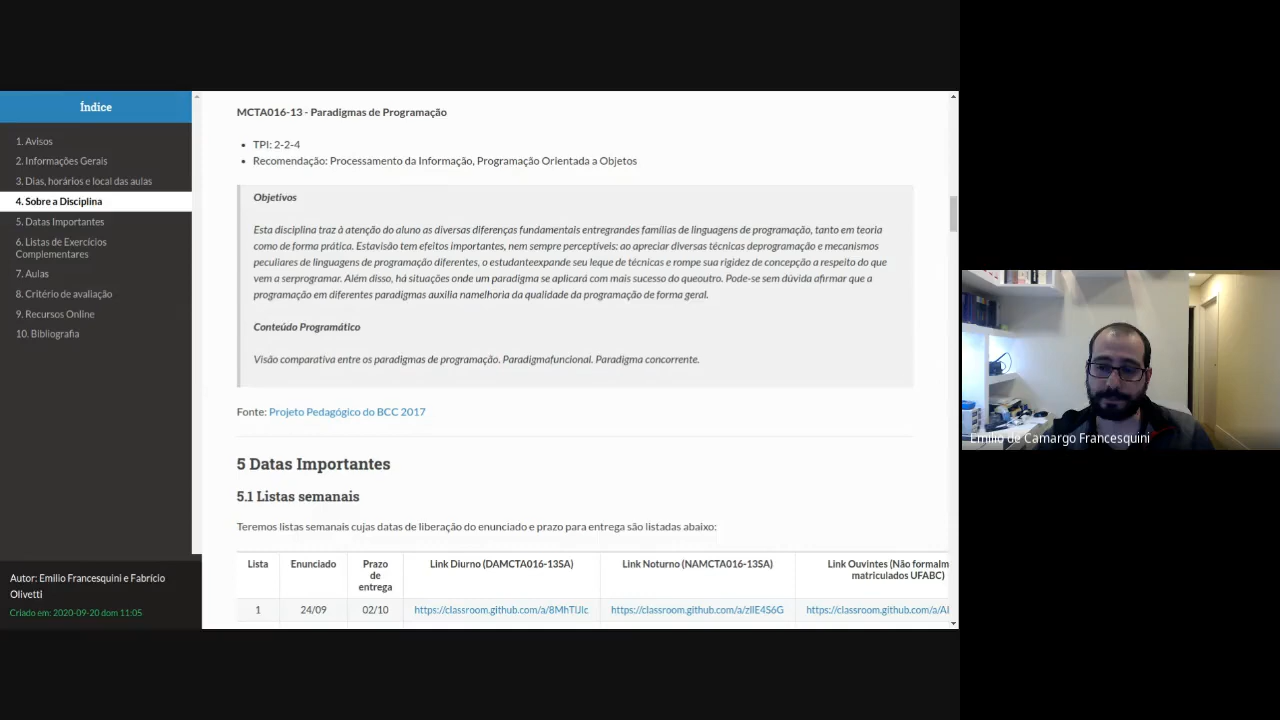 Índice
1. Avisos
2. Informações Gerais
3. Dias, horários e local das aulas
4. Sobre a Disciplina
5. Datas Importantes
6. Listas de Exercícios
Complementares
7. Aulas
8. Critério de avaliação
9. Recursos Online
10. Bibliografia
Autor: Emilio Francesquini e Fabrício
Olivetti
Criado em: 2020-09-20 dom 11:05
MCTA016-13 - Paradigmas de Programação
• TPI: 2-2-4
• Recomendação: Processamento da Informação, Programação Orientada a Objetos
Objetivos
Esta disciplina traz à atenção do aluno as diversas diferenças fundamentais entregrandes famílias de linguagens de programação, tanto em teoria
como de forma prática. Estavisão tem efeitos importantes, nem sempre perceptíveis: ao apreciar diversas técnicas deprogramação e mecanismos
peculiares de linguagens de programação diferentes, o estudanteexpande seu leque de técnicas e rompe sua rigidez de concepção a respeito do que
vem a serprogramar. Além disso, há situações onde um paradigma se aplicará com mais sucesso do queoutro. Pode-se sem dúvida afirmar que a
programação em diferentes paradigmas auxilia namelhoria da qualidade da programação de forma geral.
Conteúdo Programático
Visão comparativa entre os paradigmas de programação. Paradigmafuncional. Paradigma concorrente.
Fonte: Projeto Pedagógico do BCC 2017
5 Datas Importantes
5.1 Listas semanais
Teremos listas semanais cujas datas de liberação do enunciado e prazo para entrega são listadas abaixo:
Lista Enunciado Prazo de entrega Link Diurno (DAMCTA016-13SA) Link Noturno (NAMCTA016-13SA) Link Ouvintes (Não formalm matriculados UFABC)
1 24/09 02/10 https://classroom.github.com/a/8MhTlJlc https://classroom.github.com/a/zllE4S6G https://classroom.github.com/a/Al
Emilio de Camargo Francesquini